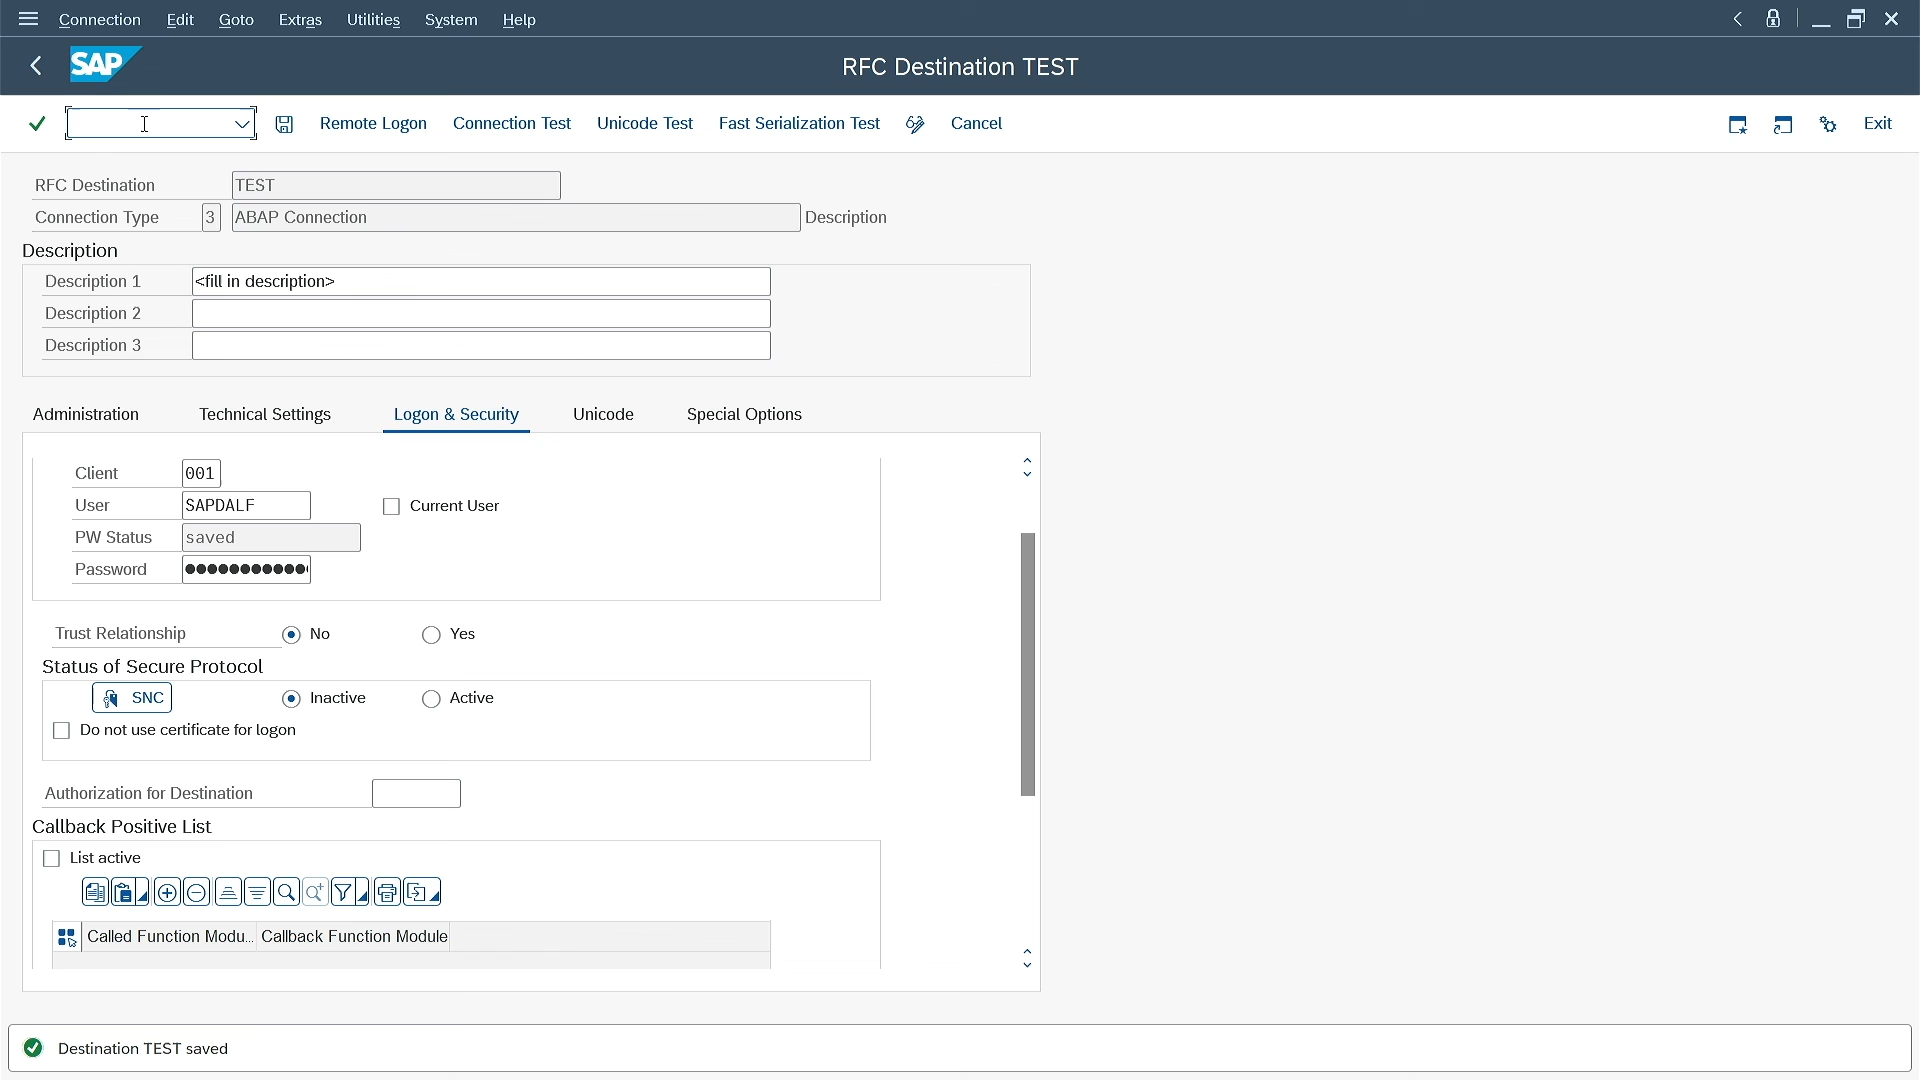 Connection Edit Goto Extras Utilities System Help
SAP RFC Destination TEST
Remote Logon Connection Test Unicode Test Fast Serialization Test Cancel Exit
RFC Destination TEST
Connection Type 3 ABAP Connection Description
Description
Description 1 <fill in description>
Description 2
Description 3
Administration Technical Settings Logon & Security Unicode Special Options
Client 001
User SAPDALF Current User
PW Status saved
Password
Trust Relationship No Yes
Status of Secure Protocol
SNC Inactive Active
Do not use certificate for logon
Authorization for Destination
Callback Positive List
List active
Called Function Modu... Callback Function Module
Destination TEST saved